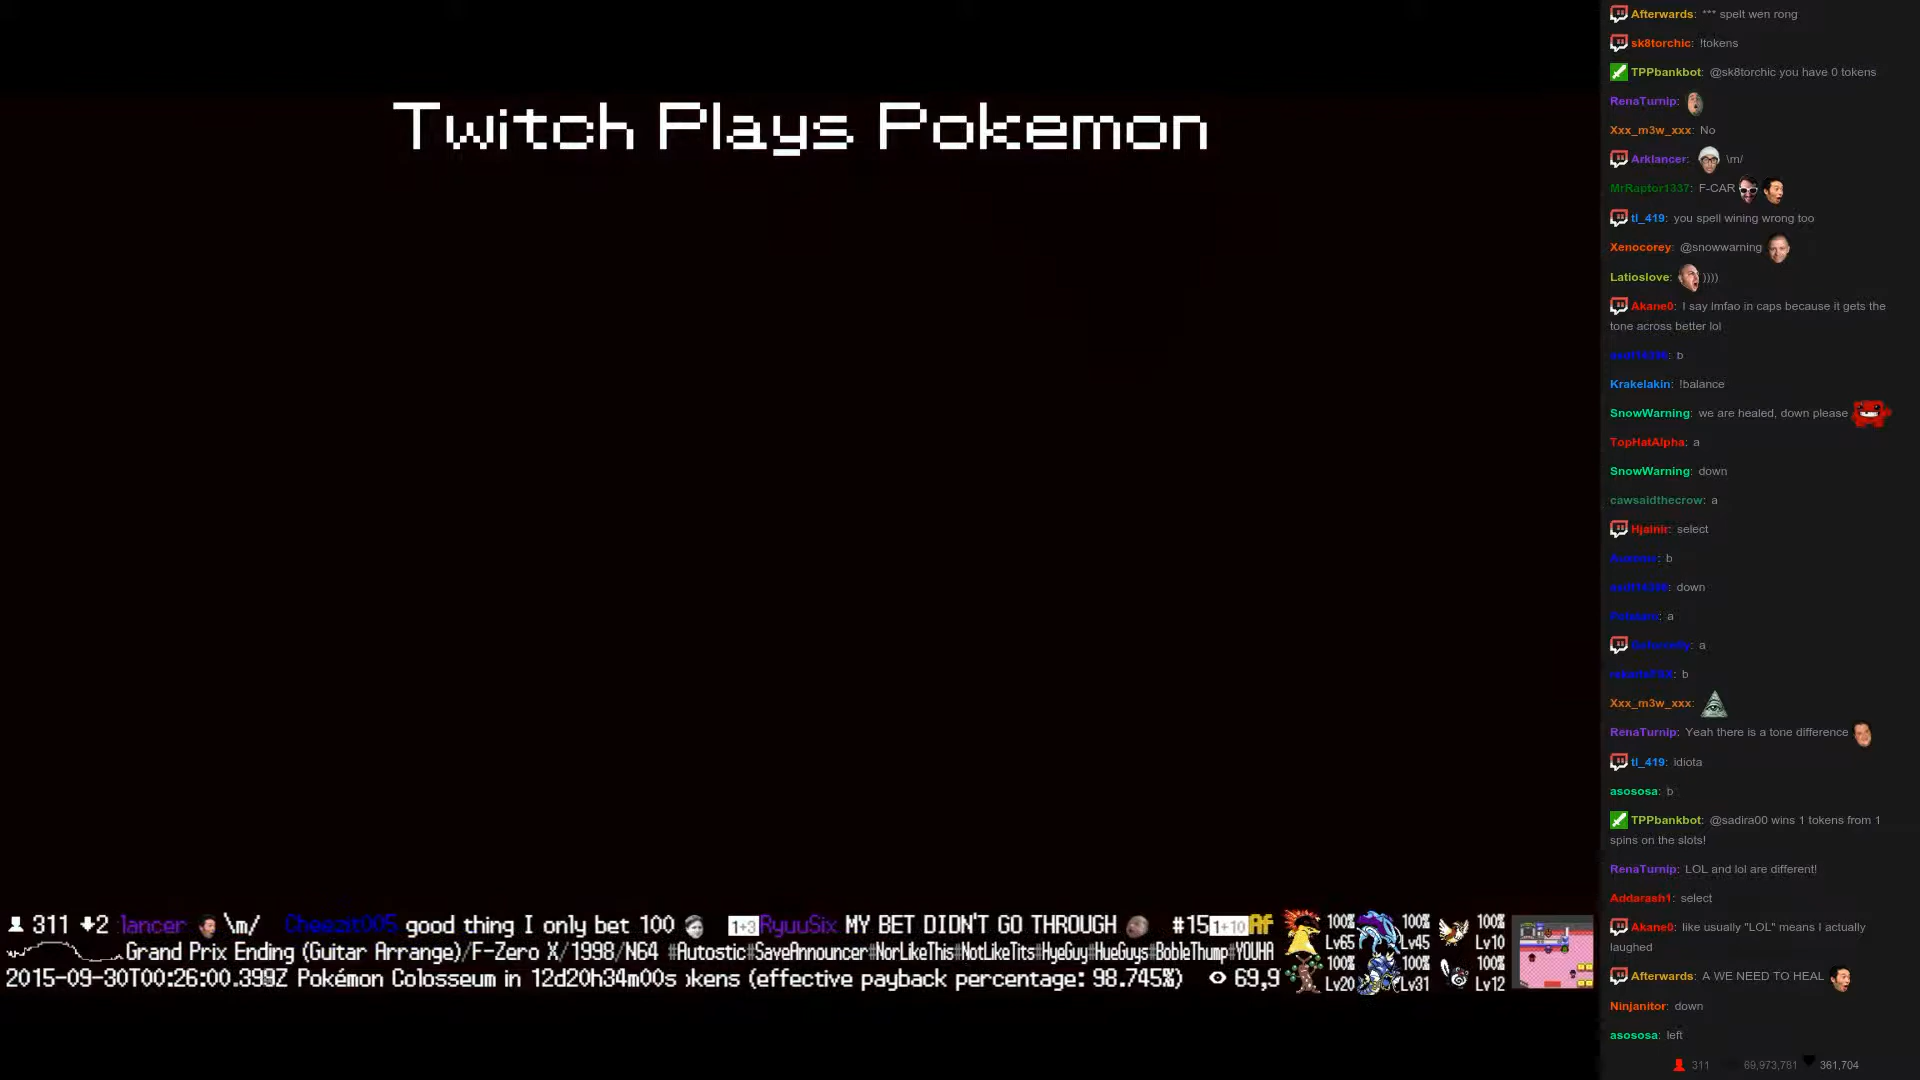 Twitch Plays Pokemon
311 2 lancer \m/ Cheezit005 good thing I only bet 100 1+3 RyuuSix MY BET DIDN'T GO THROUGH #15 1+10 Af
Grand Prix Ending (Guitar Arrange)/F-Zero X/1998/N64 #Autostic#SaveAnnouncer#NorLikeThis#NotLikeTits#HyeGuy#HueGuys#BobleThump#YOUHA
2015-09-30T00:26:00.399Z Pokémon Colosseum in 12d20h34m00s okens (effective payback percentage: 98.745%) 69,9
100% Lv65 100% Lv45 100% Lv10
100% Lv20 100% Lv31 100% Lv12
Afterwards: *** spelt wen rong
sk8torchic: !tokens
TPPbankbot: @sk8torchic you have 0 tokens
RenaTurnip:
Xxx_m3w_xxx: No
Arklancer: \m/
MrRaptor1337: F-CAR
tl_419: you spell wining wrong too
Xenocorey: @snowwarning
Latioslove: ))))
Akane0: I say lmfao in caps because it gets the
tone across better lol
: b
Krakelakin: !balance
SnowWarning: we are healed, down please
TopHatAlpha: a
SnowWarning: down
cawsaidthecrow: a
Hjalnir: select
: b
: down
: a
: a
: b
Xxx_m3w_xxx:
RenaTurnip: Yeah there is a tone difference
tl_419: idiota
asososa: b
TPPbankbot: @sadira00 wins 1 tokens from 1
spins on the slots!
RenaTurnip: LOL and lol are different!
Addarash1: select
Akane0: like usually "LOL" means I actually
laughed
Afterwards: A WE NEED TO HEAL
Ninjanitor: down
asososa: left
311 69,973,781 361,704